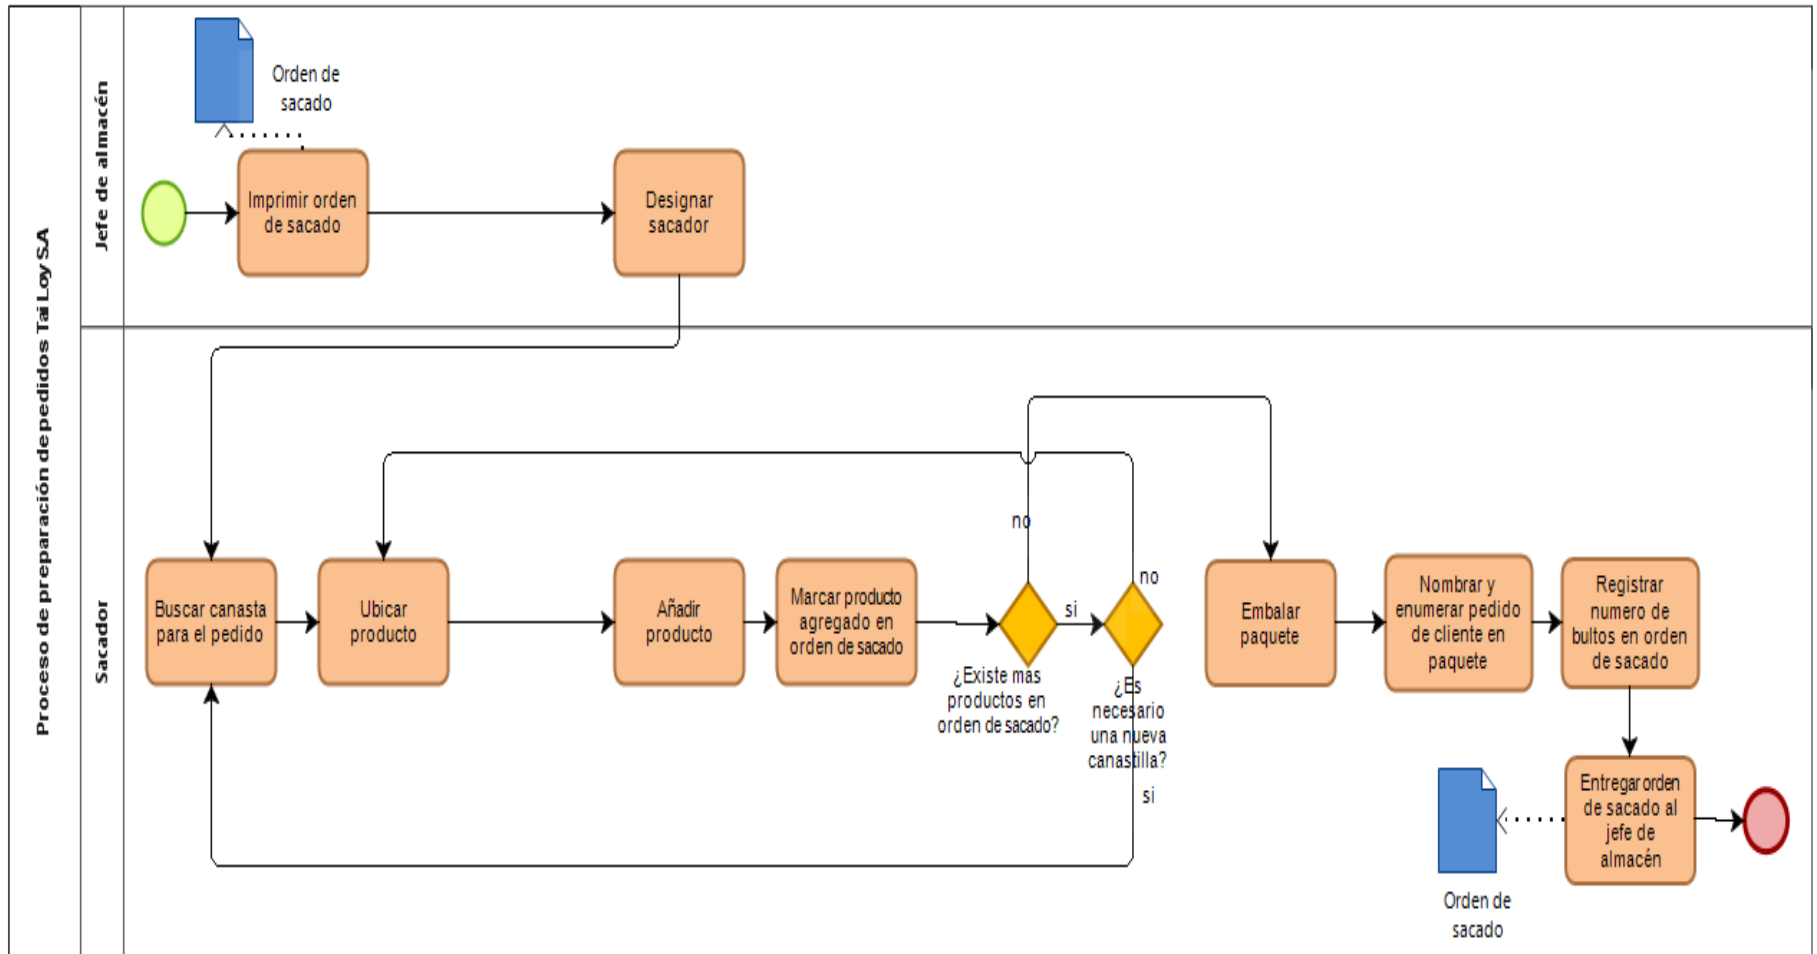 Proceso de preparación de pedidos Tai Loy S.A
Jefe de almacén
Orden de
sacado
Imprimir orden
de sacado
Designar
sacador
Sacador
Buscar canasta
para el pedido
Ubicar
producto
Añadir
producto
Marcar producto
agregado en
orden de sacado
no
si
¿Existe mas
productos en
orden de sacado?
no
¿Es
necesario
una nueva
canastilla?
si
Embalar
paquete
Nombrar y
enumerar pedido
de cliente en
paquete
Registrar
numero de
bultos en orden
de sacado
Entregar orden
de sacado al
jefe de
almacén
Orden de
sacado